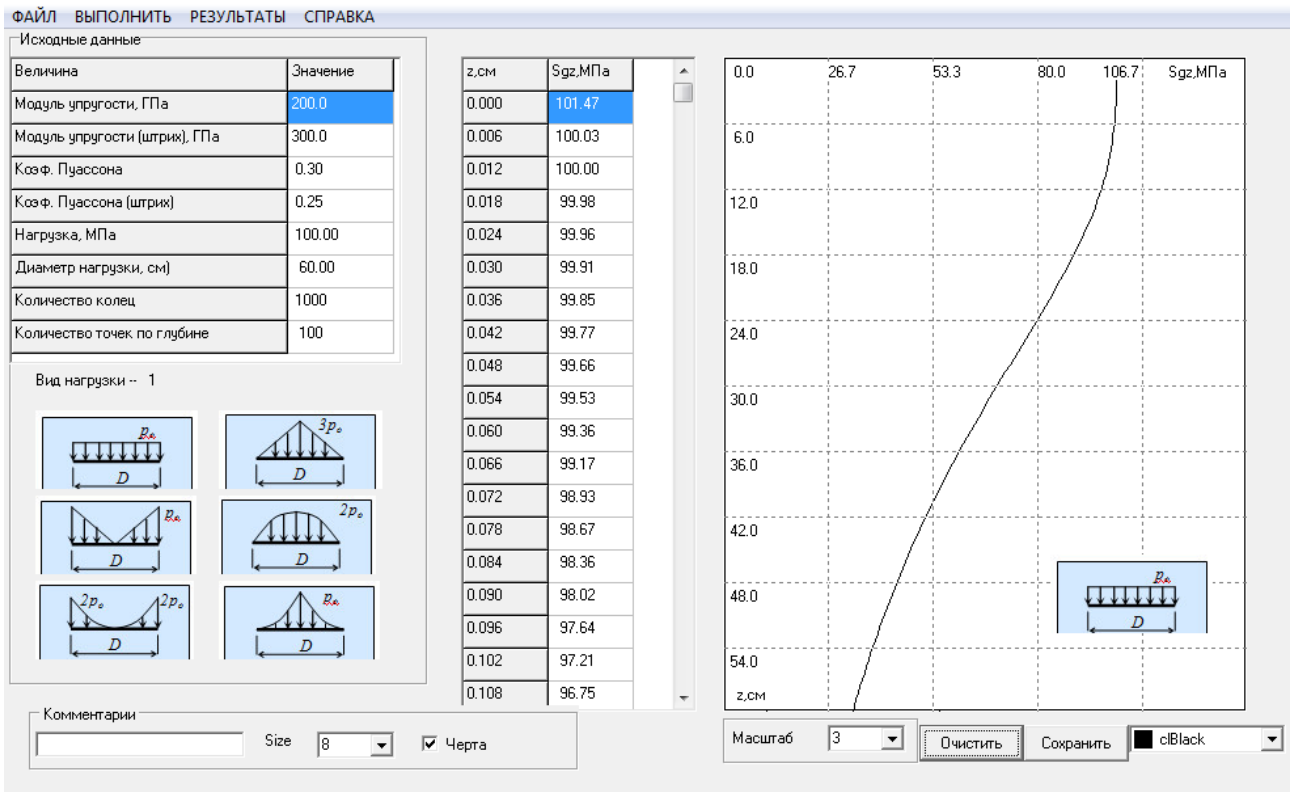 ФАЙЛ ВЫПОЛНИТЬ РЕЗУЛЬТАТЫ СПРАВКА
Исходные данные
Величина Значение
Модуль упругости, ГПа 200.0
Модуль упругости (штрих), ГПа 300.0
Коэф. Пуассона 0.30
Коэф. Пуассона (штрих) 0.25
Нагрузка, МПа 100.00
Диаметр нагрузки, см) 60.00
Количество колец 1000
Количество точек по глубине 100
Вид нагрузки -- 1
pₒ
D
3pₒ
D
pₒ
D
2pₒ
D
2pₒ 2pₒ
D
pₒ
D
z,см Sgz,МПа
0.000 101.47
0.006 100.03
0.012 100.00
0.018 99.98
0.024 99.96
0.030 99.91
0.036 99.85
0.042 99.77
0.048 99.66
0.054 99.53
0.060 99.36
0.066 99.17
0.072 98.93
0.078 98.67
0.084 98.36
0.090 98.02
0.096 97.64
0.102 97.21
0.108 96.75
0.0 26.7 53.3 80.0 106.7 Sgz,МПа
6.0
12.0
18.0
24.0
30.0
36.0
42.0
48.0
54.0
z,см
pₒ
D
Комментарии
Size 8 Черта
Масштаб 3 Очистить Сохранить clBlack